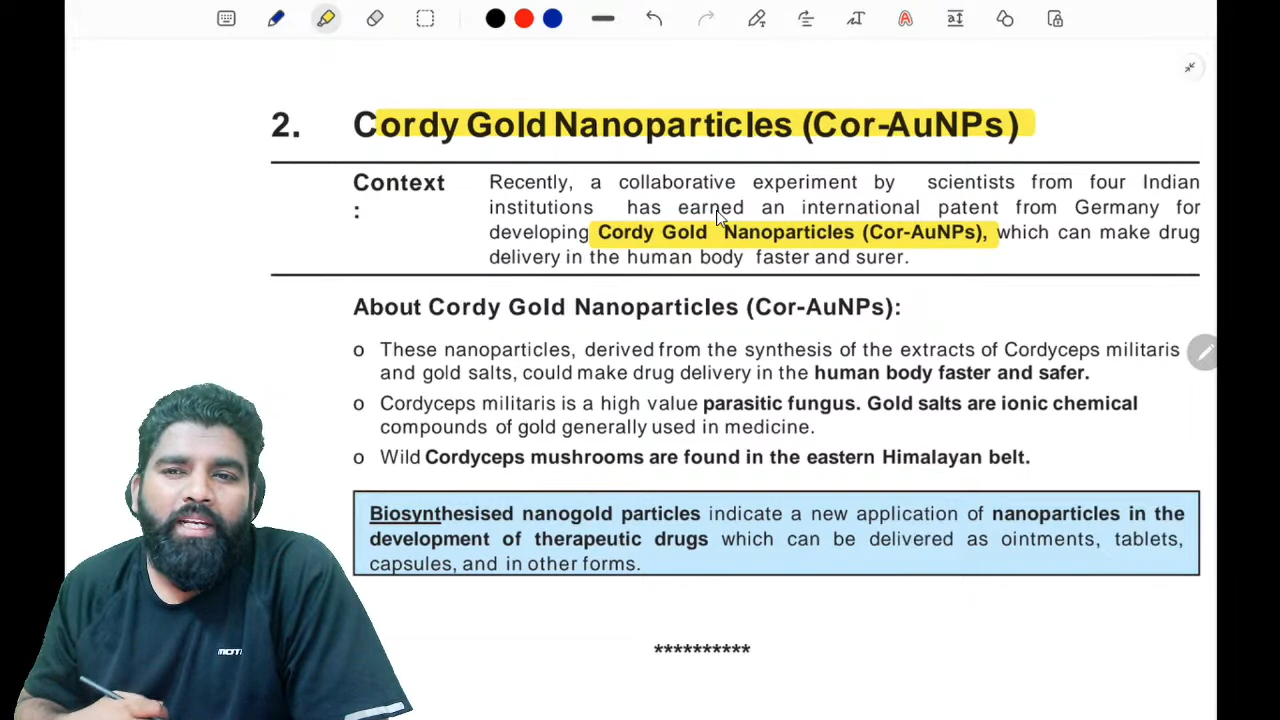 2. Cordy Gold Nanoparticles (Cor-AuNPs)
Context Recently, a collaborative experiment by scientists from four Indian
: institutions has earned an international patent from Germany for
developing Cordy Gold Nanoparticles (Cor-AuNPs), which can make drug
delivery in the human body faster and surer.
About Cordy Gold Nanoparticles (Cor-AuNPs):
o These nanoparticles, derived from the synthesis of the extracts of Cordyceps militaris
and gold salts, could make drug delivery in the human body faster and safer.
o Cordyceps militaris is a high value parasitic fungus. Gold salts are ionic chemical
compounds of gold generally used in medicine.
o Wild Cordyceps mushrooms are found in the eastern Himalayan belt.
Biosynthesised nanogold particles indicate a new application of nanoparticles in the
development of therapeutic drugs which can be delivered as ointments, tablets,
capsules, and in other forms.
**********